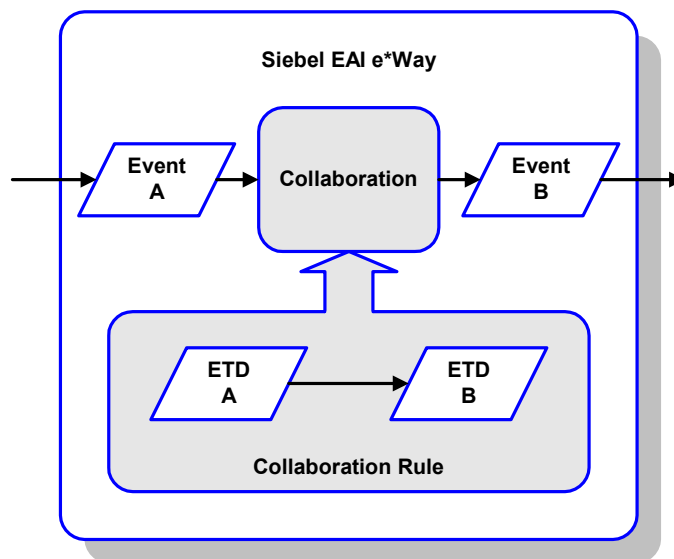 Siebel EAI e*Way
Event
A
Collaboration
Event
B
ETD
A
ETD
B
Collaboration Rule